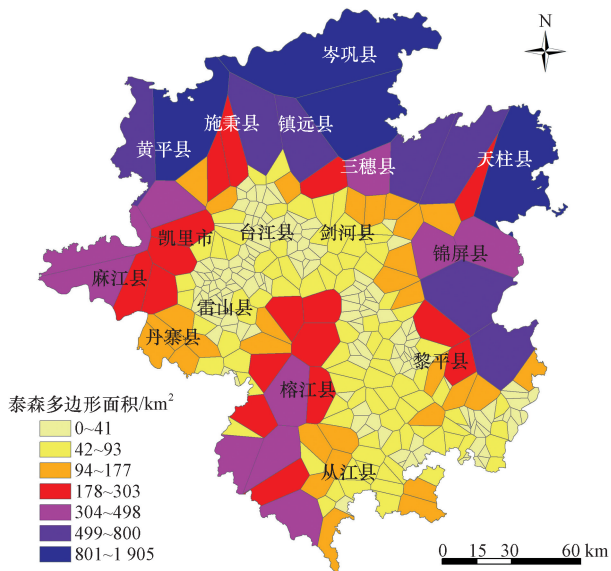 N
岑巩县
施秉县
镇远县
黄平县
三穗县
天柱县
凯里市
台江县
剑河县
锦屏县
麻江县
雷山县
丹寨县
黎平县
榕江县
从江县
泰森多边形面积/km²
0~41
42~93
94~177
178~303
304~498
499~800
801~1 905
0 15 30 60 km